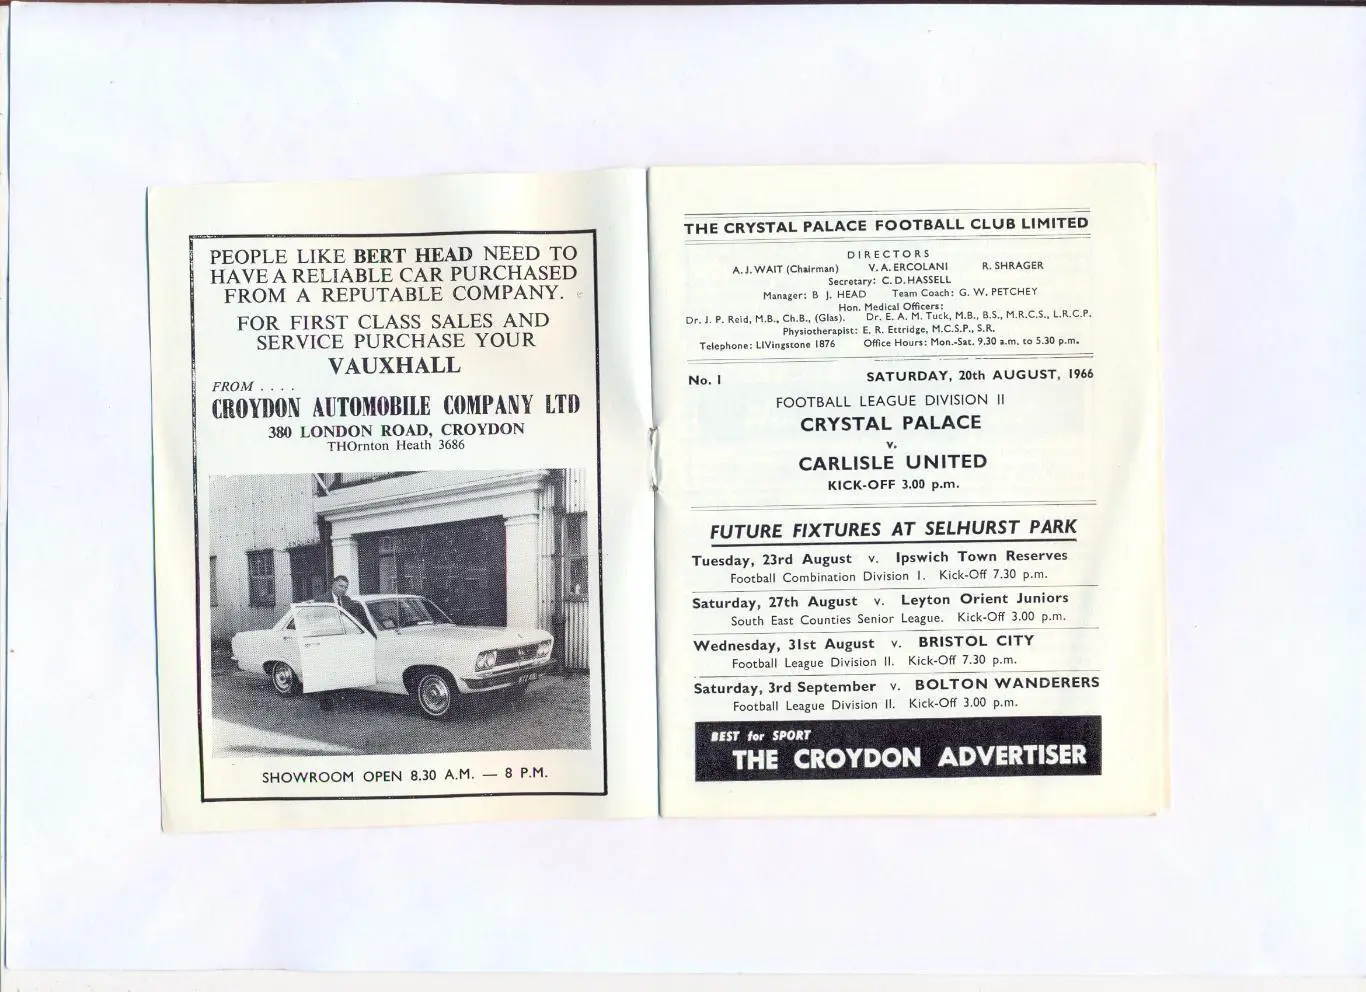 PEOPLE LIKE BERT HEAD NEED TO
HAVE A RELIABLE CAR PURCHASED
FROM A REPUTABLE COMPANY.
FOR FIRST CLASS SALES AND
SERVICE PURCHASE YOUR
VAUXHALL
FROM ....
CROYDON AUTOMOBILE COMPANY LTD
380 LONDON ROAD, CROYDON
THOrnton Heath 3686
SHOWROOM OPEN 8.30 A.M. — 8 P.M.
THE CRYSTAL PALACE FOOTBALL CLUB LIMITED
DIRECTORS
A. J. WAIT (Chairman) V. A. ERCOLANI R. SHRAGER
Secretary: C. D. HASSELL
Manager: B J. HEAD Team Coach: G. W. PETCHEY
Hon. Medical Officers:
Dr. J. P. Reid, M.B., Ch.B., (Glas). Dr. E. A. M. Tuck, M.B., B.S., M.R.C.S., L.R.C.P.
Physiotherapist: E. R. Ettridge, M.C.S.P., S.R.
Telephone: LIVingstone 1876 Office Hours: Mon.-Sat. 9.30 a.m. to 5.30 p.m.
No. 1 SATURDAY, 20th AUGUST, 1966
FOOTBALL LEAGUE DIVISION II
CRYSTAL PALACE
v.
CARLISLE UNITED
KICK-OFF 3.00 p.m.
FUTURE FIXTURES AT SELHURST PARK
Tuesday, 23rd August v. Ipswich Town Reserves
Football Combination Division I. Kick-Off 7.30 p.m.
Saturday, 27th August v. Leyton Orient Juniors
South East Counties Senior League. Kick-Off 3.00 p.m.
Wednesday, 31st August v. BRISTOL CITY
Football League Division II. Kick-Off 7.30 p.m.
Saturday, 3rd September v. BOLTON WANDERERS
Football League Division II. Kick-Off 3.00 p.m.
BEST for SPORT
THE CROYDON ADVERTISER